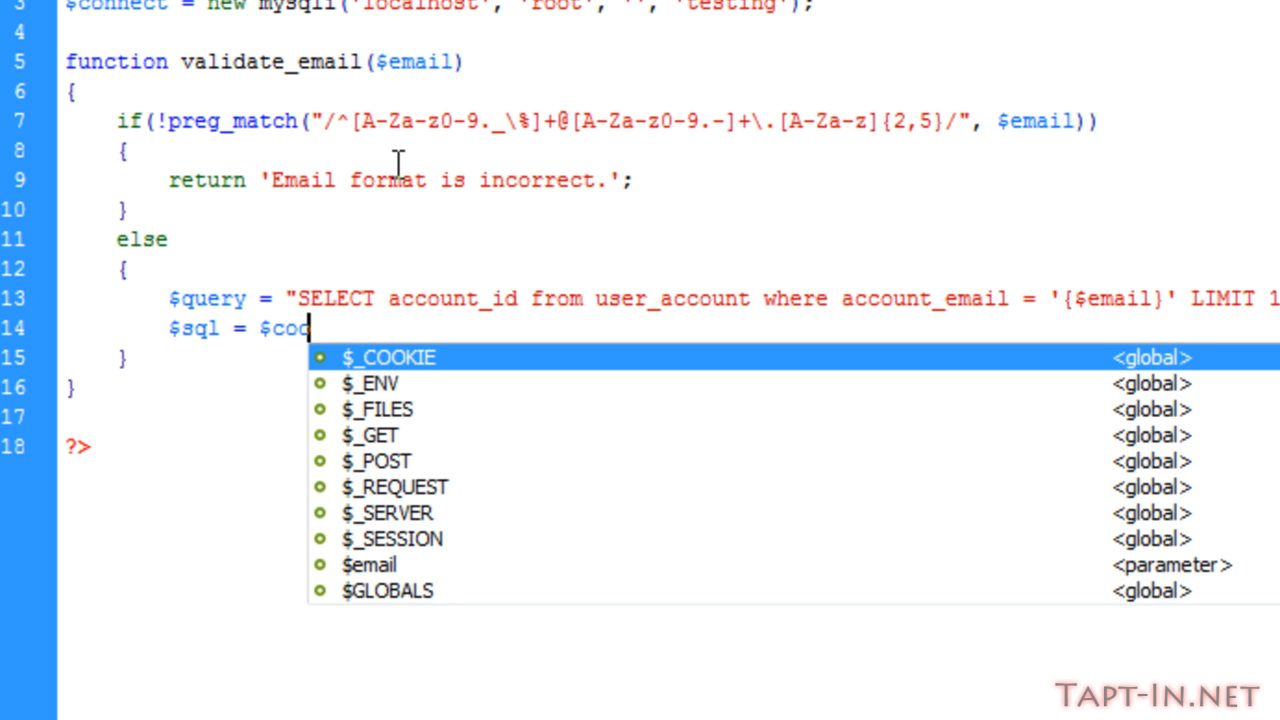 3 $connect = new mysqli('localhost', 'root', '', 'testing');
4
5 function validate_email($email)
6 {
7 if(!preg_match("/^[A-Za-z0-9._\%]+@[A-Za-z0-9.-]+\.[A-Za-z]{2,5}/", $email))
8 {
9 return 'Email format is incorrect.';
10 }
11 else
12 {
13 $query = "SELECT account_id from user_account where account_email = '{$email}' LIMIT 1
14 $sql = $coo
15 }
16 }
17
18 ?>
$_COOKIE <global>
$_ENV <global>
$_FILES <global>
$_GET <global>
$_POST <global>
$_REQUEST <global>
$_SERVER <global>
$_SESSION <global>
$email <parameter>
$GLOBALS <global>
TAPT-IN.NET